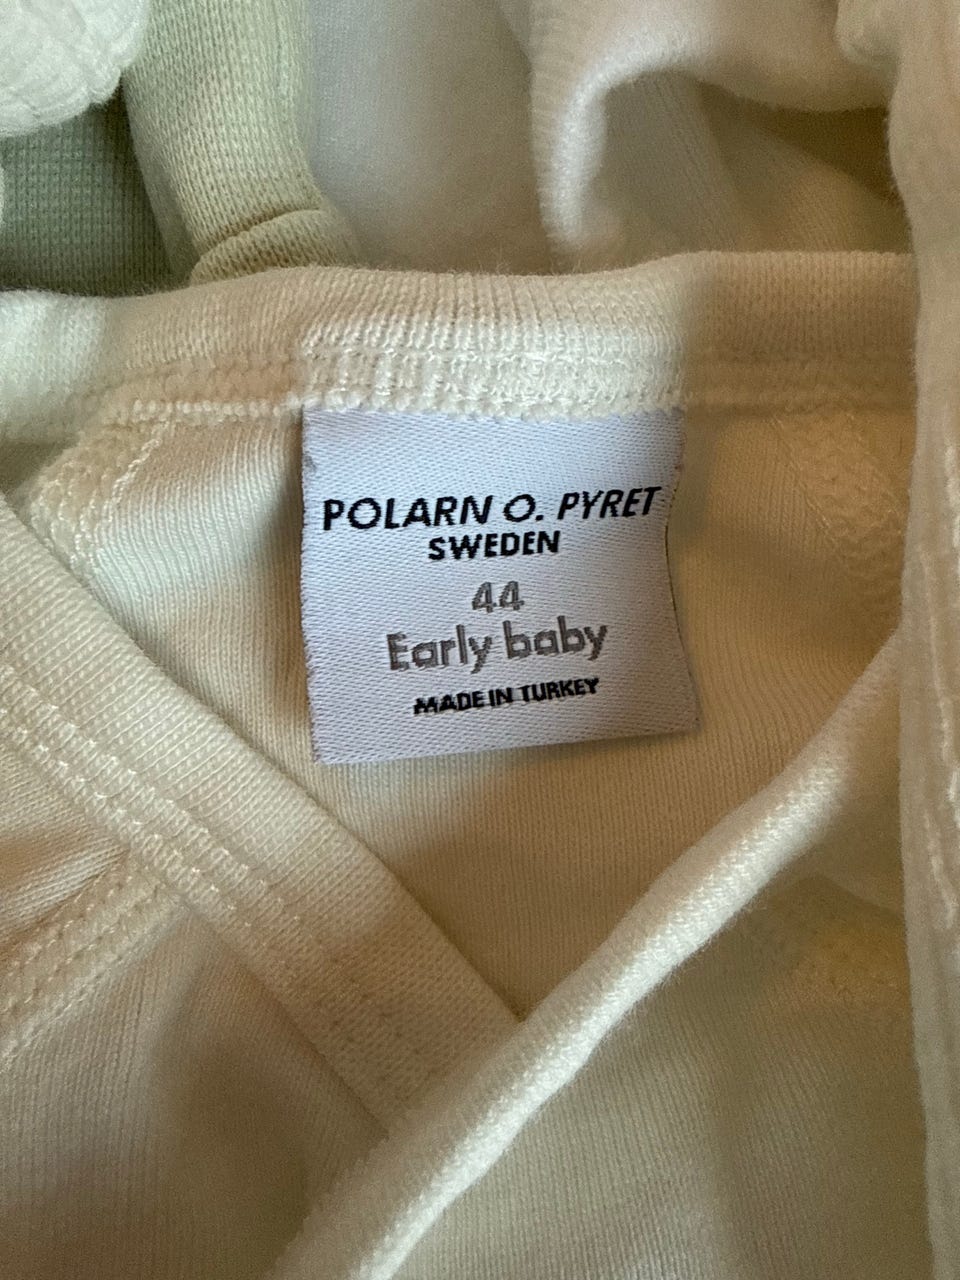 POLARN O. PYRET
SWEDEN
44
Early baby
MADE IN TURKEY